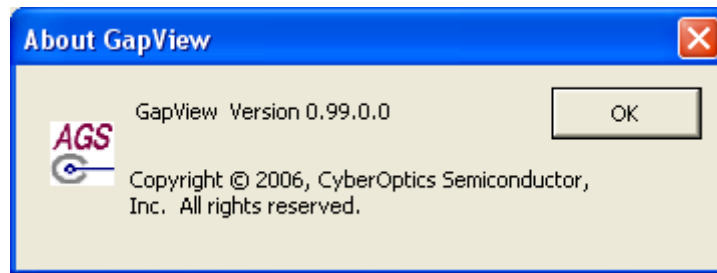 About GapView
GapView  Version 0.99.0.0
OK
AGS
Copyright © 2006, CyberOptics Semiconductor,
Inc.  All rights reserved.